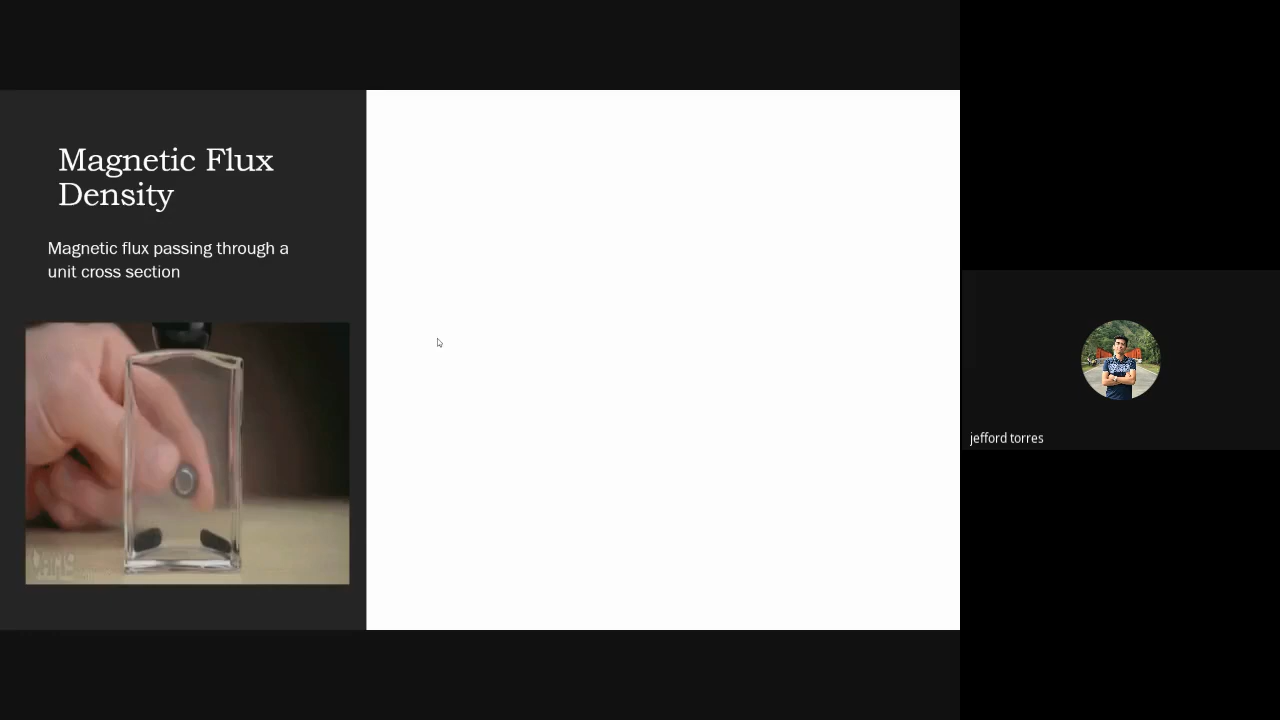 Magnetic Flux
Density
Magnetic flux passing through a
unit cross section
jefford torres